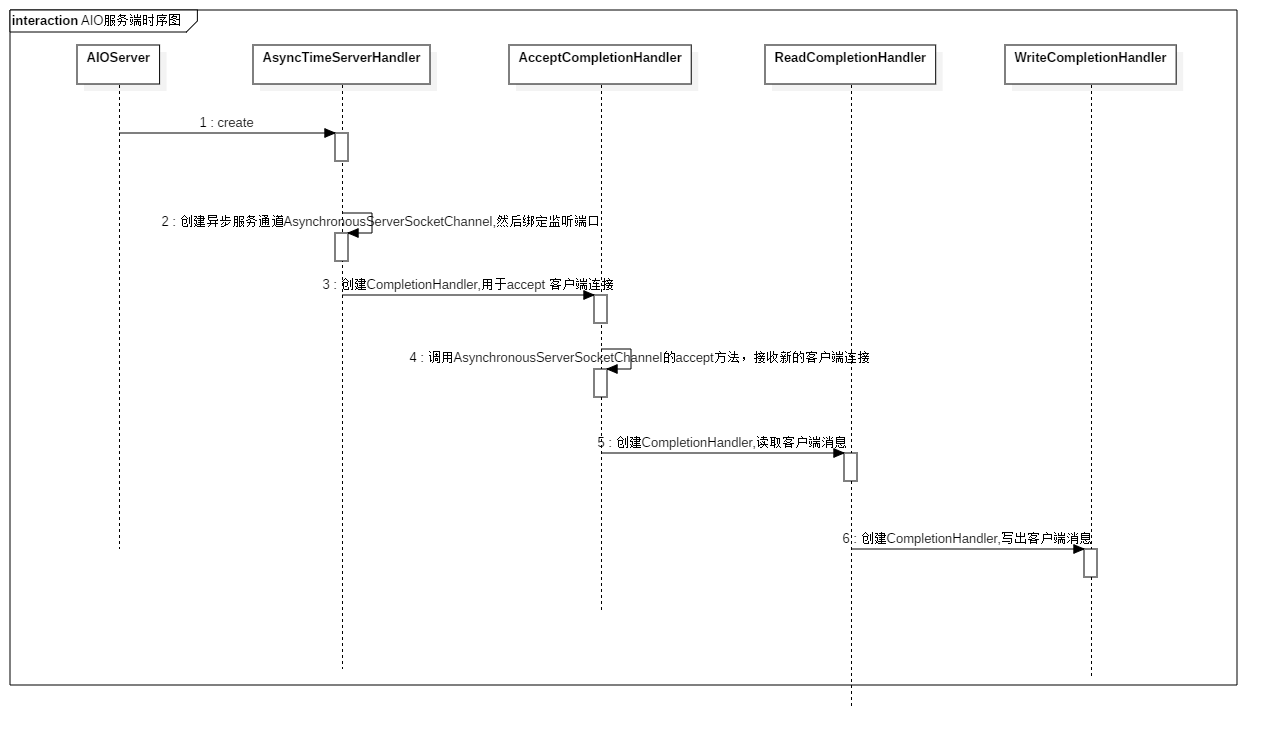 interaction AIO服务端时序图
AIOServer
AsyncTimeServerHandler
AcceptCompletionHandler
ReadCompletionHandler
WriteCompletionHandler
1 : create
2 : 创建异步服务通道AsynchronousServerSocketChannel,然后绑定监听端口
3 : 创建CompletionHandler,用于accept 客户端连接
4 : 调用AsynchronousServerSocketChannel的accept方法，接收新的客户端连接
5 : 创建CompletionHandler,读取客户端消息
6 : 创建CompletionHandler,写出客户端消息